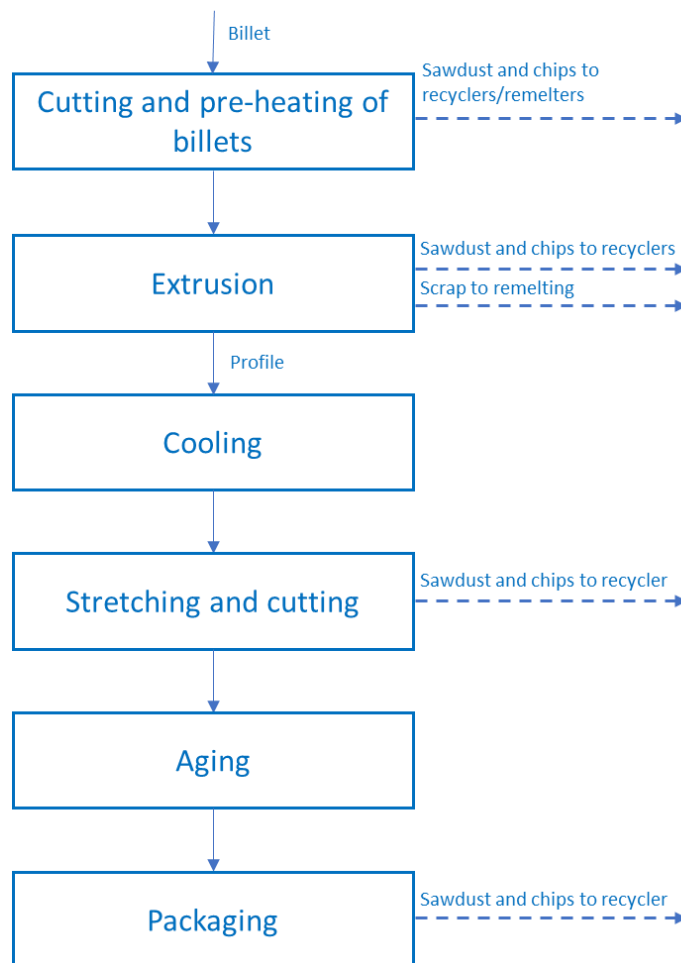 Billet
Sawdust and chips to
recyclers/remelters
Cutting and pre-heating of
billets
Sawdust and chips to recyclers
Extrusion
Scrap to remelting
Profile
Cooling
Sawdust and chips to recycler
Stretching and cutting
Aging
Sawdust and chips to recycler
Packaging